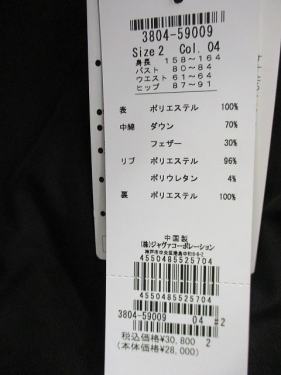 3804-59009
Size 2 Col. 04
身長 158~164
バスト 80~84
ウエスト 61~64
ヒップ 87~91
表 ポリエステル 100%
中綿 ダウン 70%
フェザー 30%
リブ ポリエステル 96%
ポリウレタン 4%
裏 ポリエステル 100%
中国製
(株)ジャヴァコーポレーション
4550485525704
4550485525704
3804-59009 04 #2
税込価格¥30,800 2
(本体価格¥28,000)